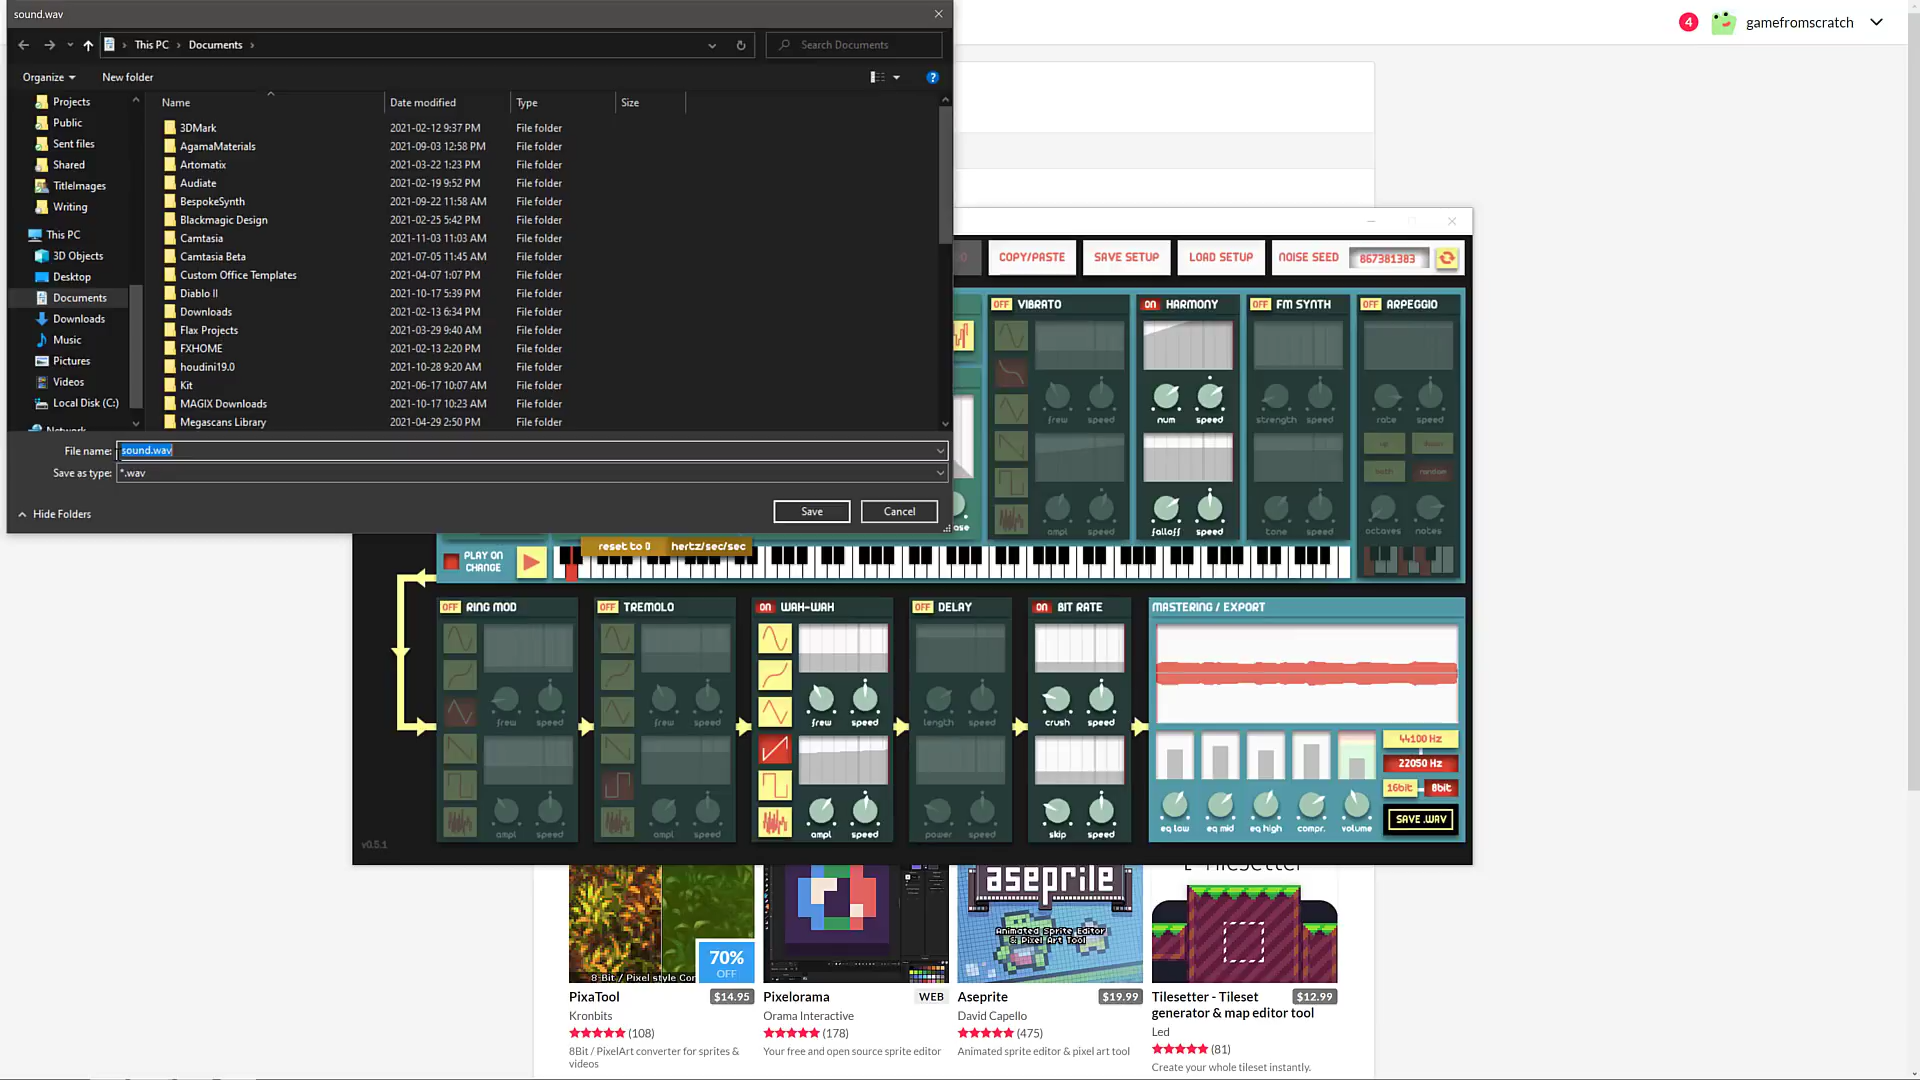 sound.wav
4
gamefromscratch
This PC
Documents
Search Documents
Organize
New folder
?
Projects
Public
Sent files
Shared
TitleImages
Writing
This PC
3D Objects
Desktop
Documents
Downloads
Music
Pictures
Videos
Local Disk (C:)
Network
Name Date modified Type Size
3DMark 2021-02-12 9:37 PM File folder
AgamaMaterials 2021-09-03 12:58 PM File folder
Artomatix 2021-03-22 1:23 PM File folder
Audiate 2021-02-19 9:52 PM File folder
BespokeSynth 2021-09-22 11:58 AM File folder
Blackmagic Design 2021-02-25 5:42 PM File folder
Camtasia 2021-11-03 11:03 AM File folder
Camtasia Beta 2021-07-05 11:45 AM File folder
Custom Office Templates 2021-04-07 1:07 PM File folder
Diablo II 2021-10-17 5:39 PM File folder
Downloads 2021-02-13 6:34 PM File folder
Flax Projects 2021-03-29 9:40 AM File folder
FXHOME 2021-02-13 2:20 PM File folder
houdini19.0 2021-10-28 9:20 AM File folder
Kit 2021-06-17 10:07 AM File folder
MAGIX Downloads 2021-10-17 10:23 AM File folder
Megascans Library 2021-04-29 2:50 PM File folder
File name: sound.wav
Save as type: *.wav
Hide Folders
Save
Cancel
COPY/PASTE
SAVE SETUP
LOAD SETUP
NOISE SEED 867381383
OFF VIBRATO
frew speed
ampl speed
ON HARMONY
num speed
falloff speed
OFF FM SYNTH
strength speed
tone speed
OFF ARPEGGIO
rate speed
up down
math random
octaves notes
reset to 0 hertz/sec/sec
PLAY ON
CHANGE
OFF RING MOD
frew speed
ampl speed
OFF TREMOLO
frew speed
ampl speed
ON WAH-WAH
frew speed
ampl speed
OFF DELAY
length speed
power speed
ON BIT RATE
crush speed
skip speed
MASTERING / EXPORT
44100 Hz
22050 Hz
16bit 8bit
SAVE .WAV
eq low eq mid eq high compr. volume
v0.5.1
70%
OFF
PixaTool
$14.95
Kronbits
(108)
8Bit / PixelArt converter for sprites &
videos
Pixelorama
WEB
Orama Interactive
(178)
Your free and open source sprite editor
aseprite
Animated Sprite Editor
& Pixel Art Tool
Aseprite
$19.99
David Capello
(475)
Animated sprite editor & pixel art tool
Tilesetter - Tileset
generator & map editor tool
$12.99
Led
(81)
Create your whole tileset instantly.